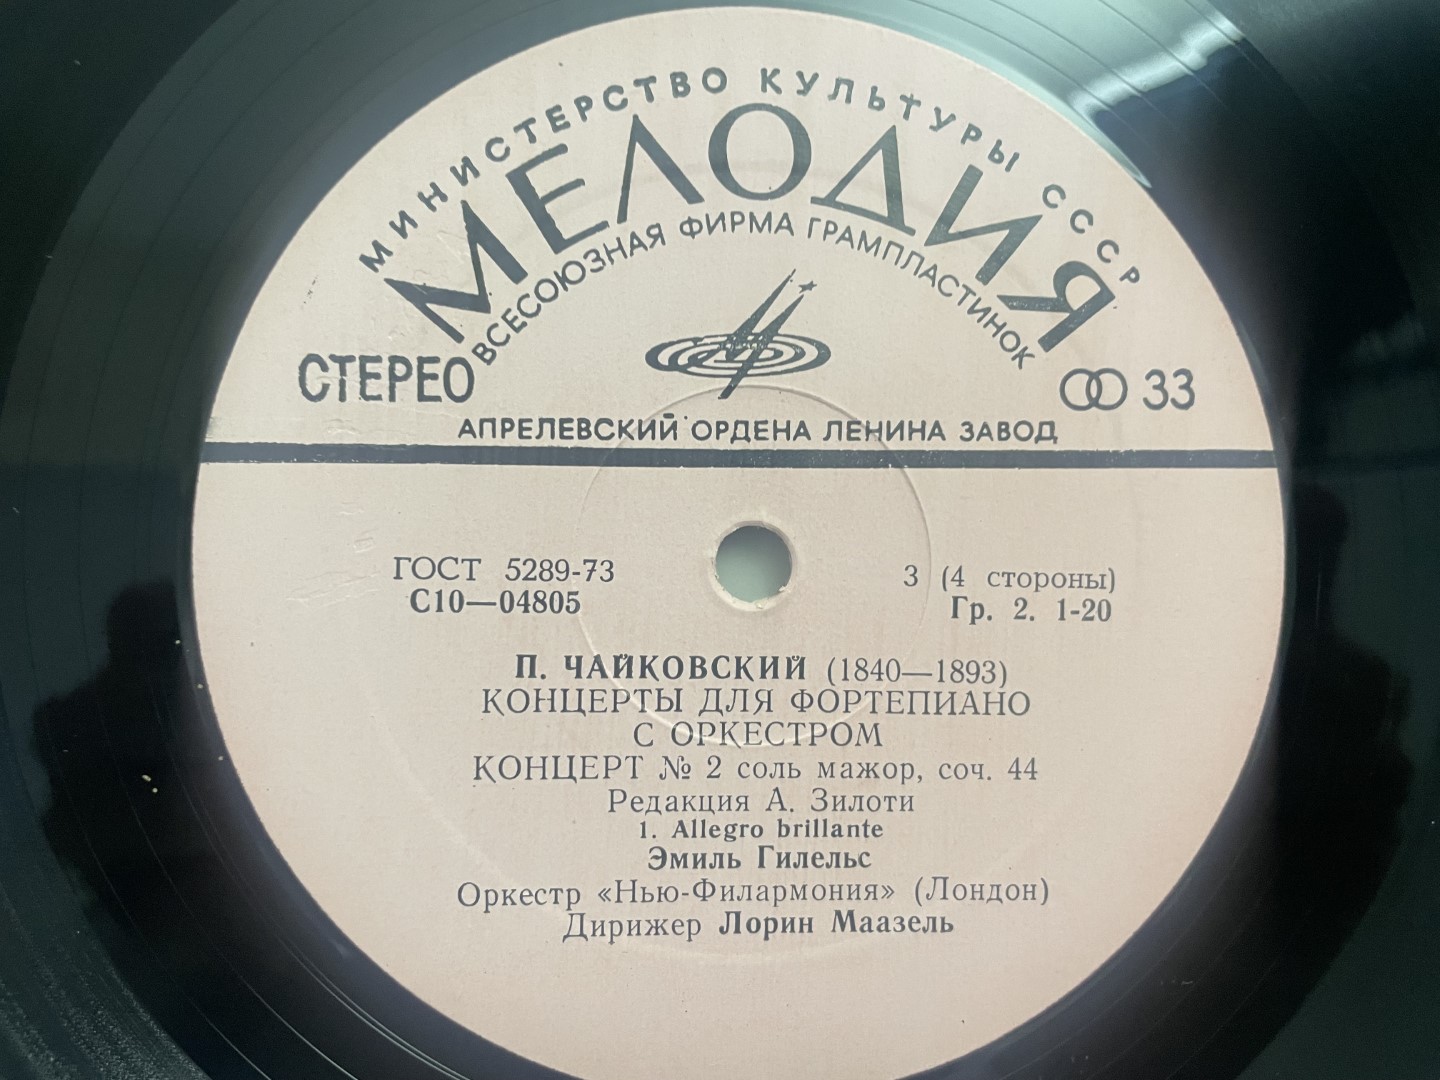 МИНИСТЕРСТВО КУЛЬТУРЫ СССР
МЕЛОДИЯ
ВСЕСОЮЗНАЯ ФИРМА ГРАМПЛАСТИНОК
СТЕРЕО
33
АПРЕЛЕВСКИЙ ОРДЕНА ЛЕНИНА ЗАВОД
ГОСТ 5289-73
С10—04805
3 (4 стороны)
Гр. 2. 1-20
П. ЧАЙКОВСКИЙ (1840—1893)
КОНЦЕРТЫ ДЛЯ ФОРТЕПИАНО
С ОРКЕСТРОМ
КОНЦЕРТ № 2 соль мажор, соч. 44
Редакция А. Зилоти
1. Allegro brillante
Эмиль Гилельс
Оркестр «Нью-Филармония» (Лондон)
Дирижер Лорин Маазель